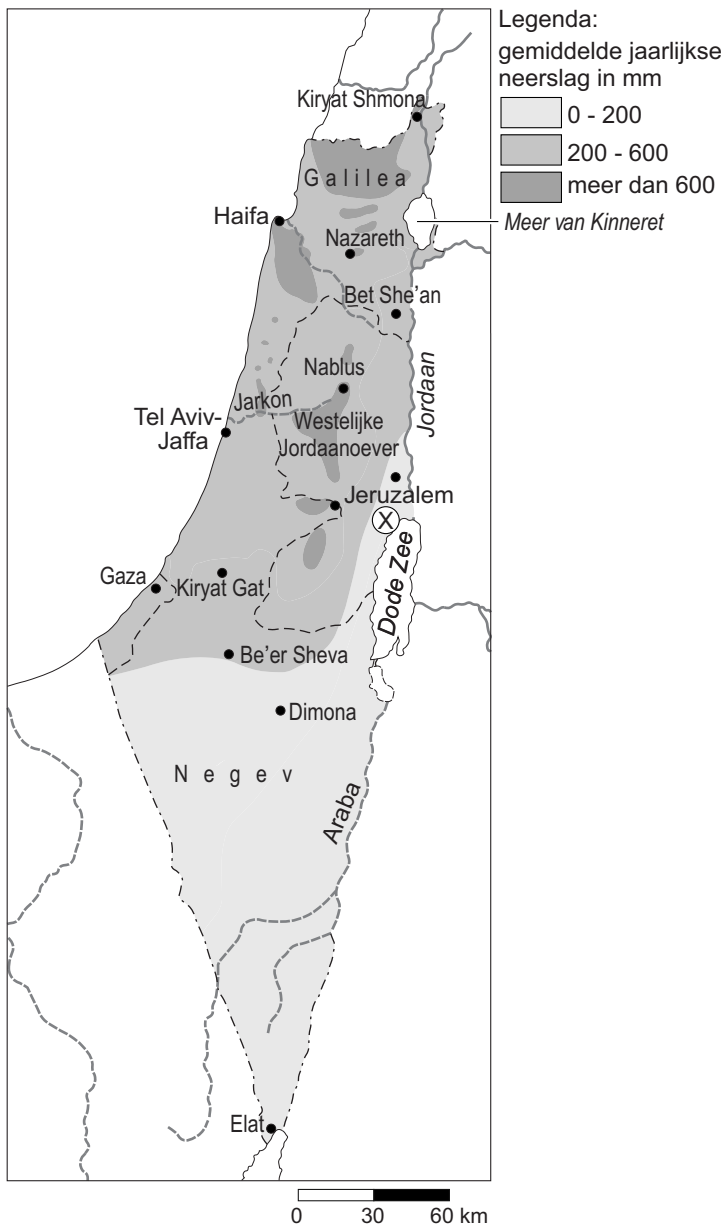 Legenda:
gemiddelde jaarlijkse
neerslag in mm
0 - 200
200 - 600
meer dan 600
Meer van Kinneret
Kiryat Shmona
Galilea
Haifa
Nazareth
Bet She'an
Nablus
Jarkon
Jordaan
Tel Aviv-
Jaffa
Westelijke
Jordaanoever
Jeruzalem
X
Gaza
Kiryat Gat
Dode Zee
Be'er Sheva
Dimona
Negev
Araba
Elat
0 30 60 km